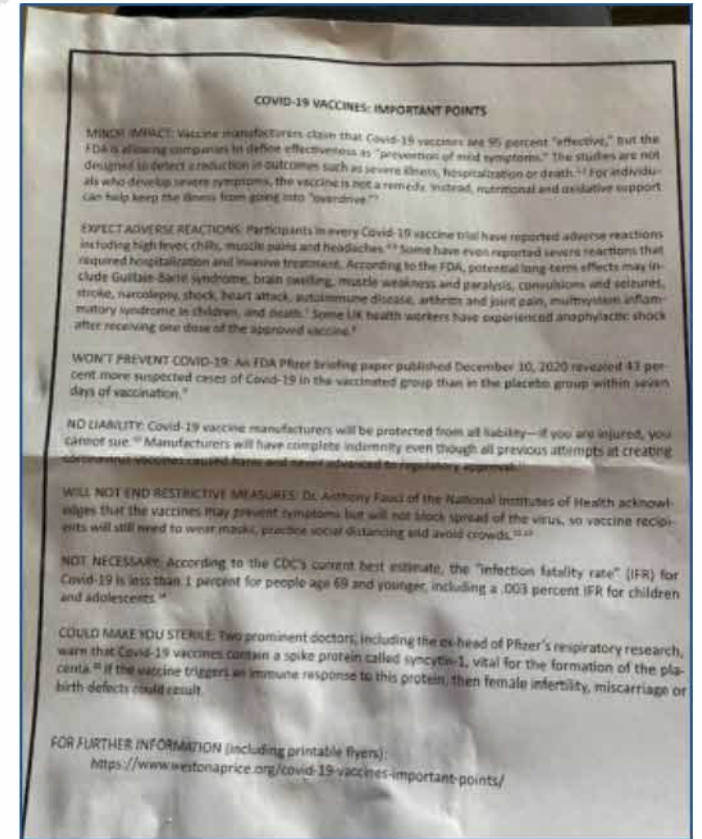 COVID-19 VACCINES: IMPORTANT POINTS
MINOR IMPACT: Vaccine manufacturers claim that Covid-19 vaccines are 95 percent "effective," but the
FDA is allowing companies to define effectiveness as "prevention of mild symptoms." The studies are not
designed to detect a reduction in outcomes such as severe illness, hospitalization or death. For individu-
als who develop severe symptoms, the vaccine is not a remedy. Instead, nutritional and oxidative support
can help keep the illness from going into "overdrive."
EXPECT ADVERSE REACTIONS: Participants in every Covid-19 vaccine trial have reported adverse reactions
including high fever, chills, muscle pains and headaches. Some have even reported severe reactions that
required hospitalization and invasive treatment. According to the FDA, potential long-term effects may in-
clude Guillain-Barré syndrome, brain swelling, muscle weakness and paralysis, convulsions and seizures,
stroke, narcolepsy, shock, heart attack, autoimmune disease, arthritis and joint pain, multisystem inflam-
matory syndrome in children, and death. Some UK health workers have experienced anaphylactic shock
after receiving one dose of the approved vaccine.
WON'T PREVENT COVID-19: An FDA Pfizer briefing paper published December 10, 2020 revealed 43 per-
cent more suspected cases of Covid-19 in the vaccinated group than in the placebo group within seven
days of vaccination.
NO LIABILITY: Covid-19 vaccine manufacturers will be protected from all liability—if you are injured, you
cannot sue. Manufacturers will have complete indemnity even though all previous attempts at creating
coronavirus vaccines caused harm and never advanced to regulatory approval.
WILL NOT END RESTRICTIVE MEASURES: Dr. Anthony Fauci of the National Institutes of Health acknowl-
edges that the vaccines may prevent symptoms but will not block spread of the virus, so vaccine recipi-
ents will still need to wear masks, practice social distancing and avoid crowds.
NOT NECESSARY: According to the CDC's current best estimate, the "infection fatality rate" (IFR) for
Covid-19 is less than 1 percent for people age 69 and younger, including a .003 percent IFR for children
and adolescents.
COULD MAKE YOU STERILE: Two prominent doctors, including the ex-head of Pfizer's respiratory research,
warn that Covid-19 vaccines contain a spike protein called syncytin-1, vital for the formation of the pla-
centa. If the vaccine triggers an immune response to this protein, then female infertility, miscarriage or
birth defects could result.
FOR FURTHER INFORMATION (including printable flyers):
https://www.westonaprice.org/covid-19-vaccines-important-points/